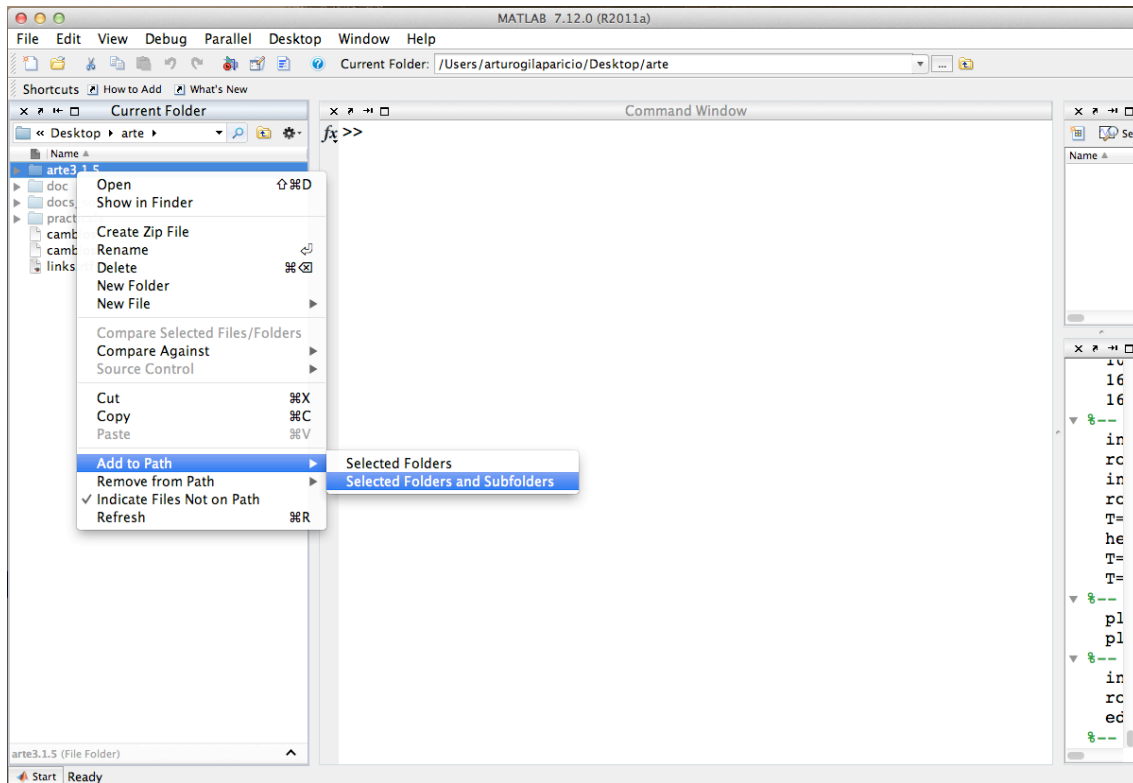 MATLAB 7.12.0 (R2011a)
File Edit View Debug Parallel Desktop Window Help
Current Folder: /Users/arturogilaparicio/Desktop/arte
Shortcuts How to Add What's New
Current Folder
« Desktop arte
Name
arte3.1.5
doc
docs
pract
camb
camb
links
Open ⇧⌘D
Show in Finder
Create Zip File
Rename ⏎
Delete ⌘⌫
New Folder
New File
Compare Selected Files/Folders
Compare Against
Source Control
Cut ⌘X
Copy ⌘C
Paste ⌘V
Add to Path
Remove from Path
✓ Indicate Files Not on Path
Refresh ⌘R
Selected Folders
Selected Folders and Subfolders
arte3.1.5 (File Folder)
Start Ready
Command Window
fx >>
Se
Name
16
16
%--
in
ro
in
ro
T=
he
T=
T=
%--
pl
pl
%--
in
ro
ed
%--